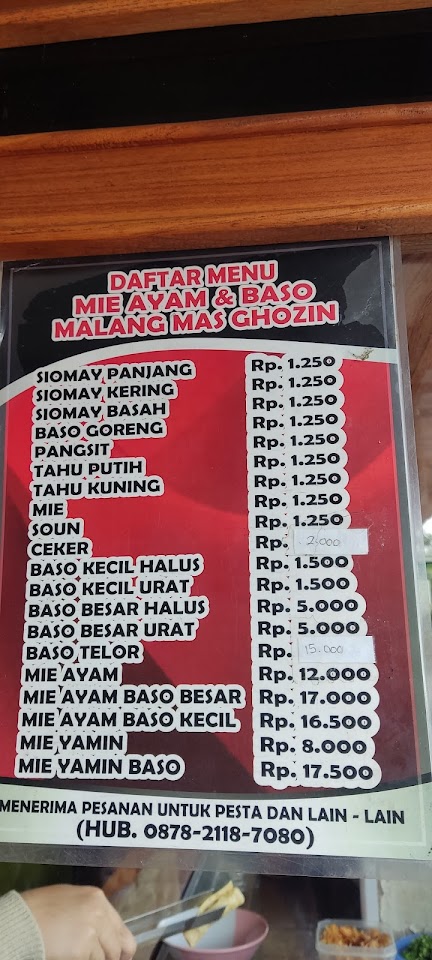 DAFTAR MENU
MIE AYAM & BASO
MALANG MAS GHOZIN
SIOMAY PANJANG Rp. 1.250
SIOMAY KERING Rp. 1.250
SIOMAY BASAH Rp. 1.250
BASO GORENG Rp. 1.250
PANGSIT Rp. 1.250
TAHU PUTIH Rp. 1.250
TAHU KUNING Rp. 1.250
MIE Rp. 1.250
SOUN Rp. 1.250
CEKER Rp. 2.000
BASO KECIL HALUS Rp. 1.500
BASO KECIL URAT Rp. 1.500
BASO BESAR HALUS Rp. 5.000
BASO BESAR URAT Rp. 5.000
BASO TELOR Rp. 15.000
MIE AYAM Rp. 12.000
MIE AYAM BASO BESAR Rp. 17.000
MIE AYAM BASO KECIL Rp. 16.500
MIE YAMIN Rp. 8.000
MIE YAMIN BASO Rp. 17.500
MENERIMA PESANAN UNTUK PESTA DAN LAIN - LAIN
(HUB. 0878-2118-7080)